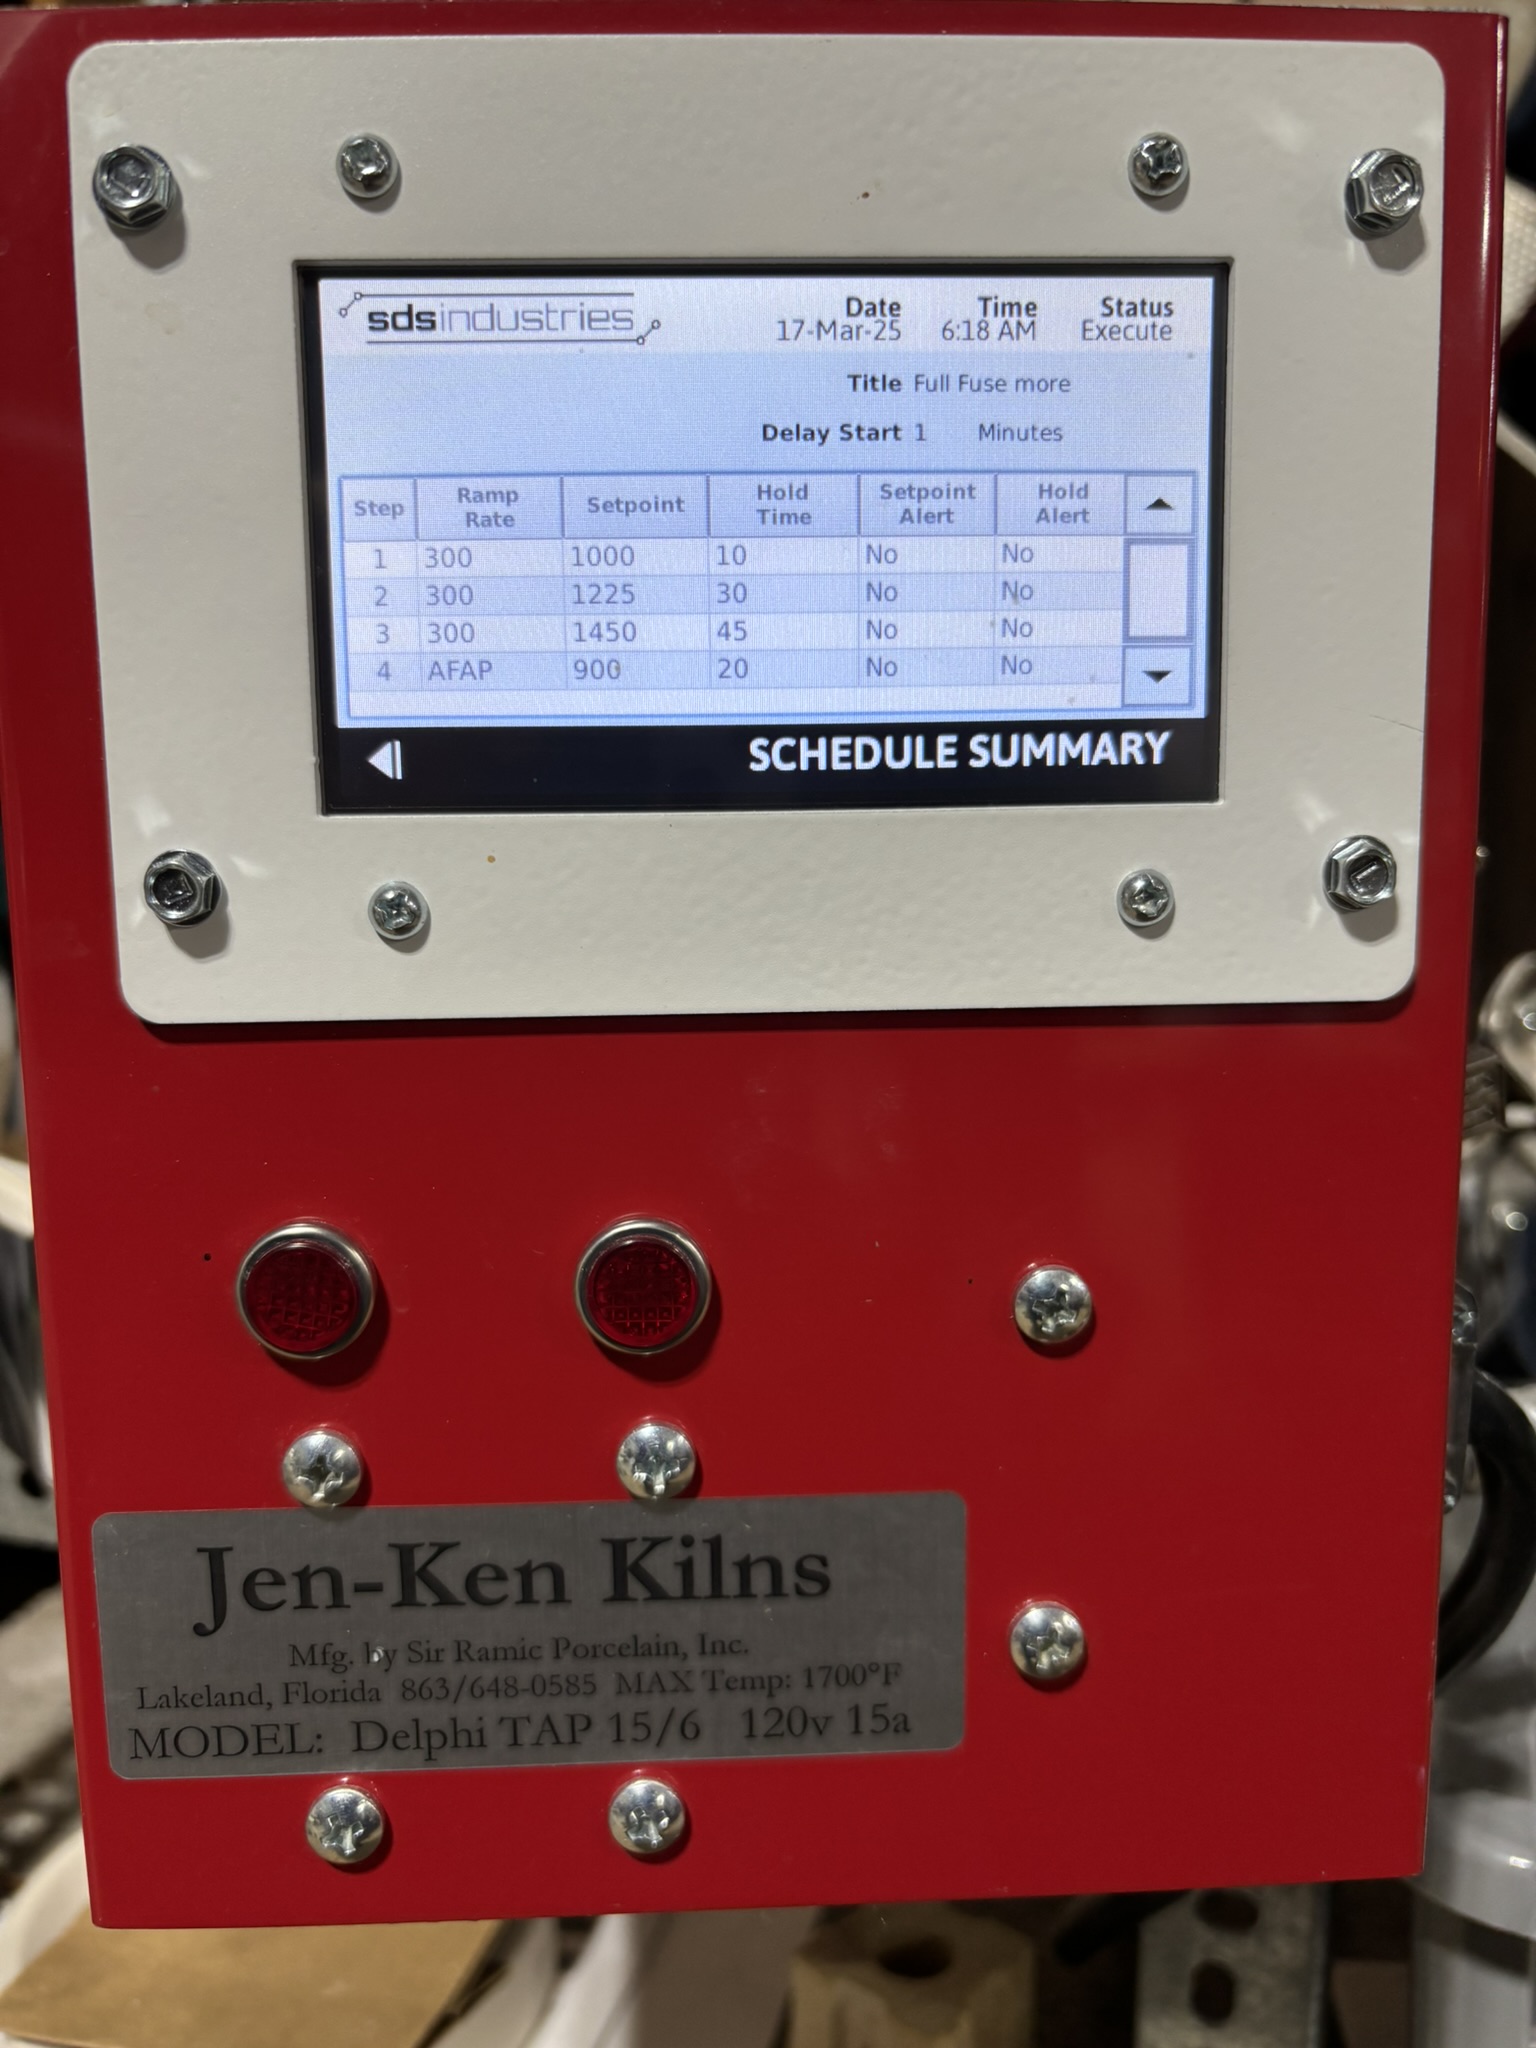 sdsindustries
Date Time Status
17-Mar-25 6:18 AM Execute
Title Full Fuse more
Delay Start 1 Minutes
Step Ramp Rate Setpoint Hold Time Setpoint Alert Hold Alert
1 300 1000 10 No No
2 300 1225 30 No No
3 300 1450 45 No No
4 AFAP 900 20 No No
SCHEDULE SUMMARY
Jen-Ken Kilns
Mfg. by Sir Ramic Porcelain, Inc.
Lakeland, Florida 863/648-0585 MAX Temp: 1700°F
MODEL: Delphi TAP 15/6 120v 15a